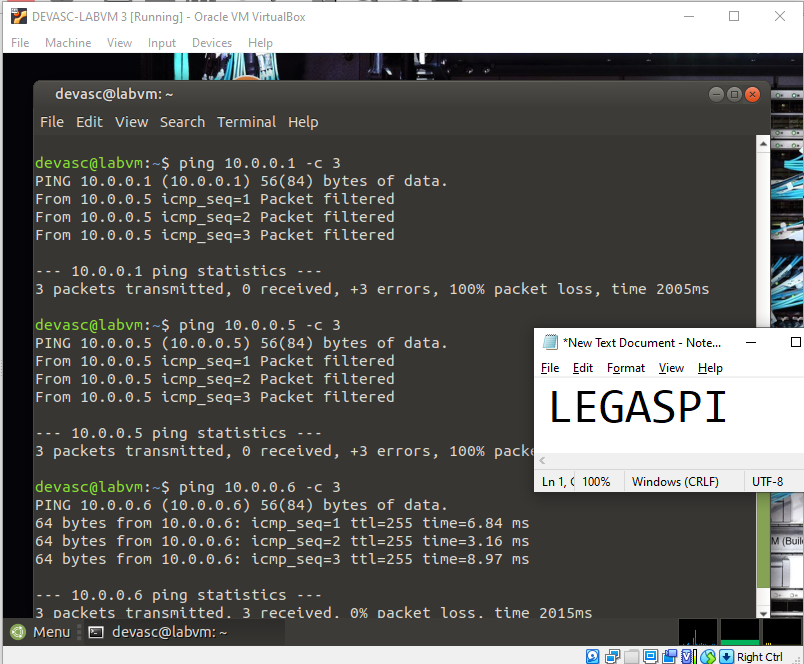 DEVASC-LABVM 3 [Running] - Oracle VM VirtualBox
File Machine View Input Devices Help
devasc@labvm: ~
File Edit View Search Terminal Help
devasc@labvm:~$ ping 10.0.0.1 -c 3
PING 10.0.0.1 (10.0.0.1) 56(84) bytes of data.
From 10.0.0.5 icmp_seq=1 Packet filtered
From 10.0.0.5 icmp_seq=2 Packet filtered
From 10.0.0.5 icmp_seq=3 Packet filtered
--- 10.0.0.1 ping statistics ---
3 packets transmitted, 0 received, +3 errors, 100% packet loss, time 2005ms
devasc@labvm:~$ ping 10.0.0.5 -c 3
PING 10.0.0.5 (10.0.0.5) 56(84) bytes of data.
From 10.0.0.5 icmp_seq=1 Packet filtered
From 10.0.0.5 icmp_seq=2 Packet filtered
From 10.0.0.5 icmp_seq=3 Packet filtered
--- 10.0.0.5 ping statistics ---
3 packets transmitted, 0 received, +3 errors, 100% pack
devasc@labvm:~$ ping 10.0.0.6 -c 3
PING 10.0.0.6 (10.0.0.6) 56(84) bytes of data.
64 bytes from 10.0.0.6: icmp_seq=1 ttl=255 time=6.84 ms
64 bytes from 10.0.0.6: icmp_seq=2 ttl=255 time=3.16 ms
64 bytes from 10.0.0.6: icmp_seq=3 ttl=255 time=8.97 ms
--- 10.0.0.6 ping statistics ---
3 packets transmitted, 3 received, 0% packet loss, time 2015ms
*New Text Document - Note...
File Edit Format View Help
LEGASPI
Ln 1, C 100% Windows (CRLF) UTF-8
M (Buil
Menu devasc@labvm: ~
Right Ctrl